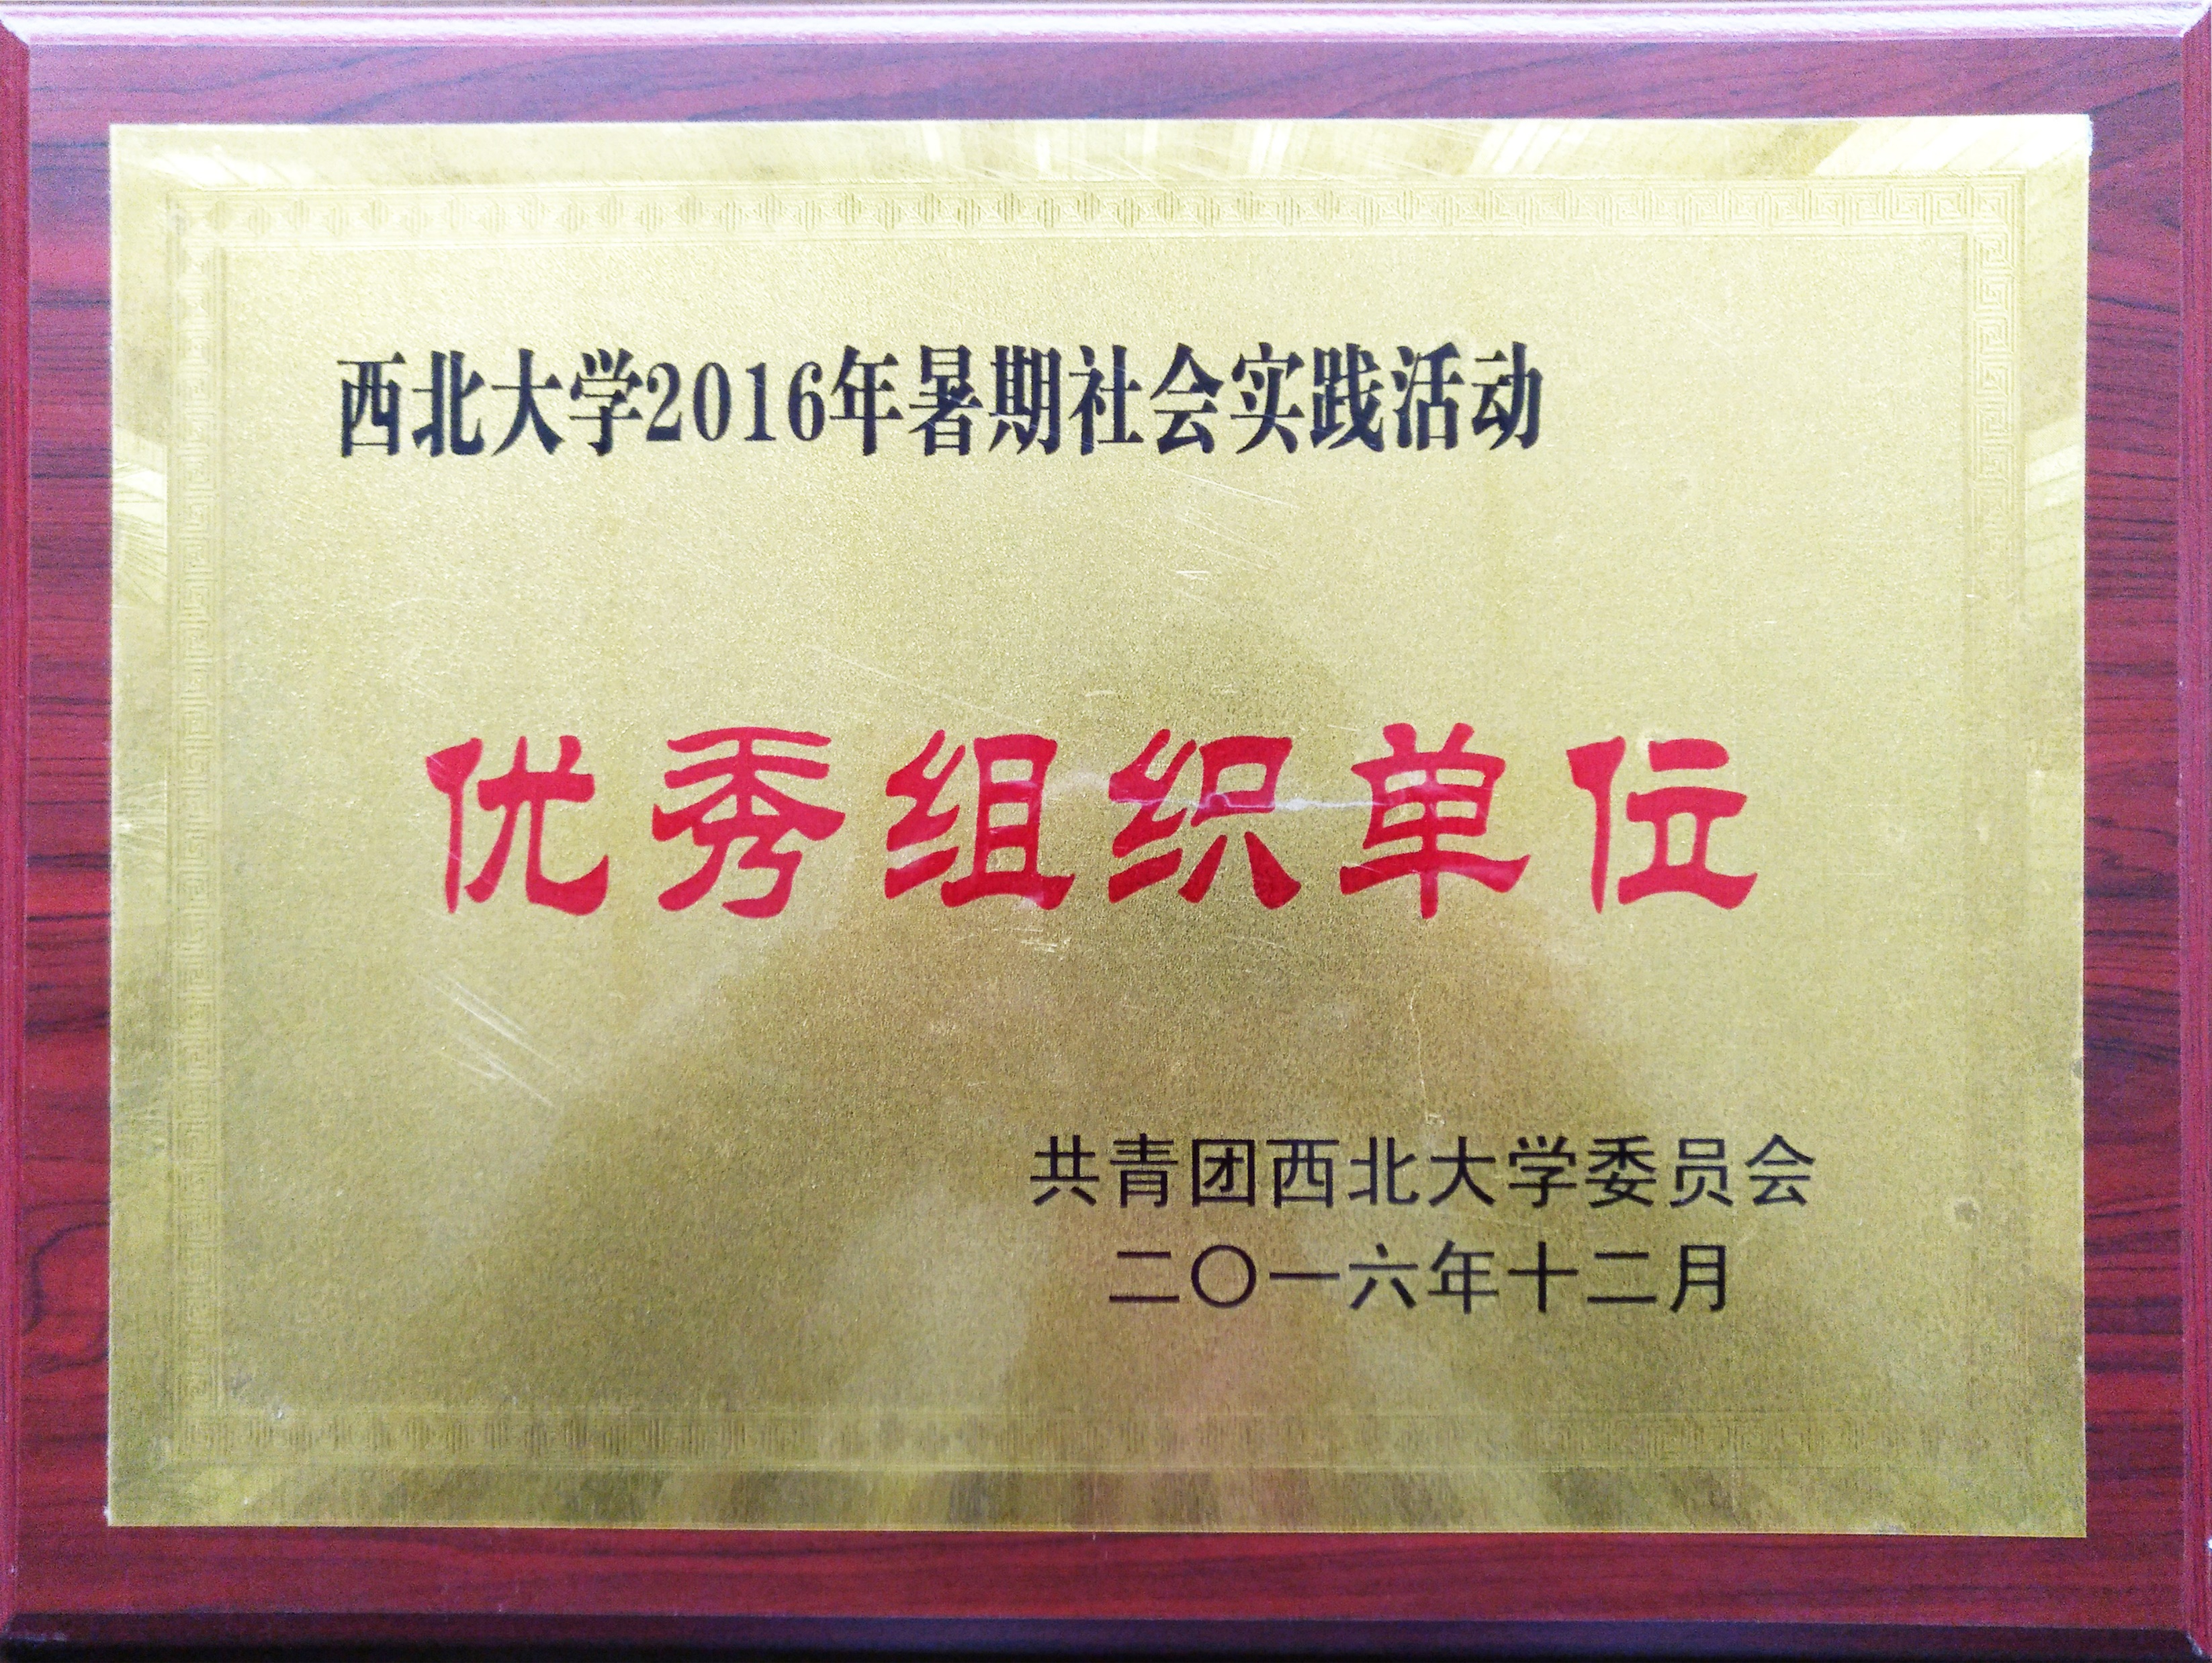 西北大学2016年暑期社会实践活动
优秀组织单位
共青团西北大学委员会
二〇一六年十二月